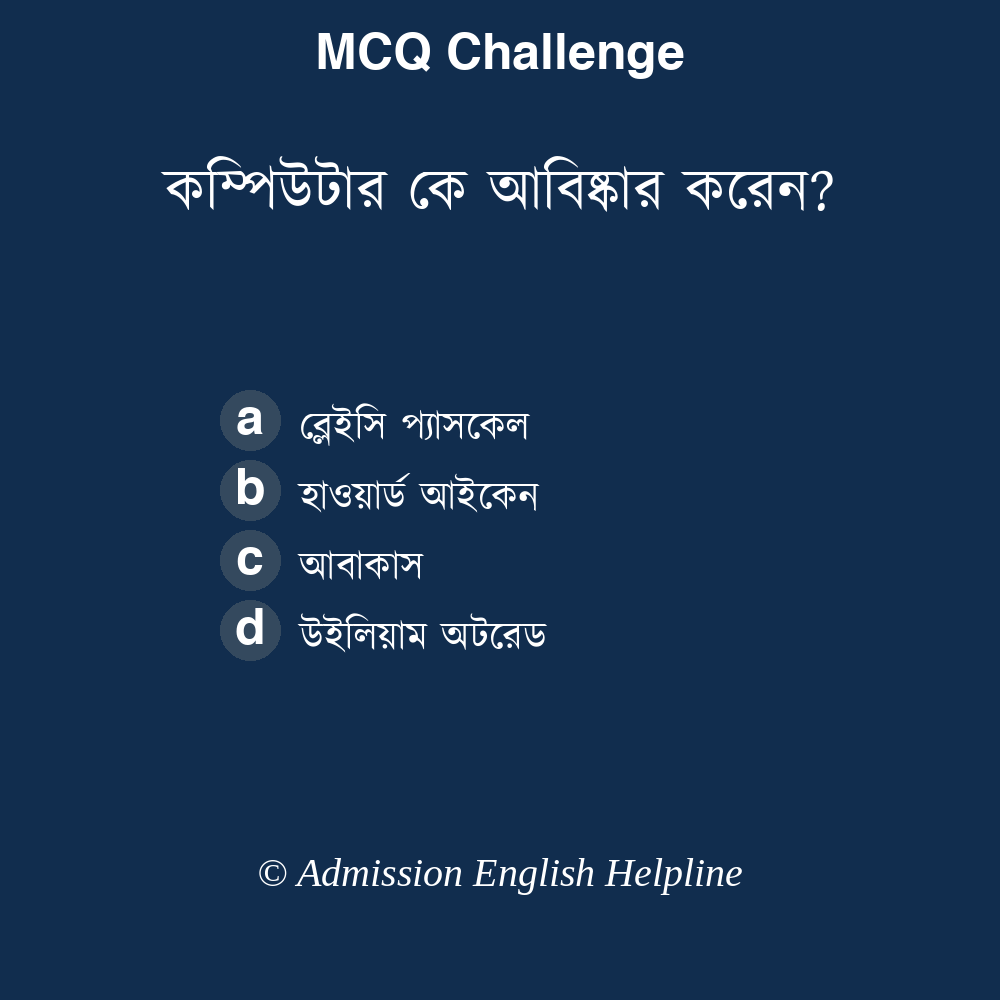 MCQ Challenge
কম্পিউটার কে আবিষ্কার করেন?
a ব্লেইসি প্যাসকেল
b হাওয়ার্ড আইকেন
c আবাকাস
d উইলিয়াম অটরেড
© Admission English Helpline